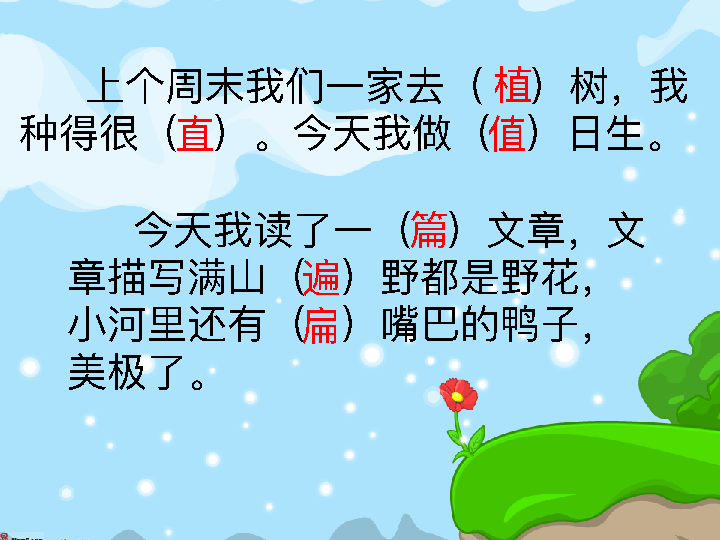 上个周末我们一家去（植）树，我
种得很（直）。今天我做（值）日生。
今天我读了一（篇）文章，文
章描写满山（遍）野都是野花，
小河里还有（扁）嘴巴的鸭子，
美极了。